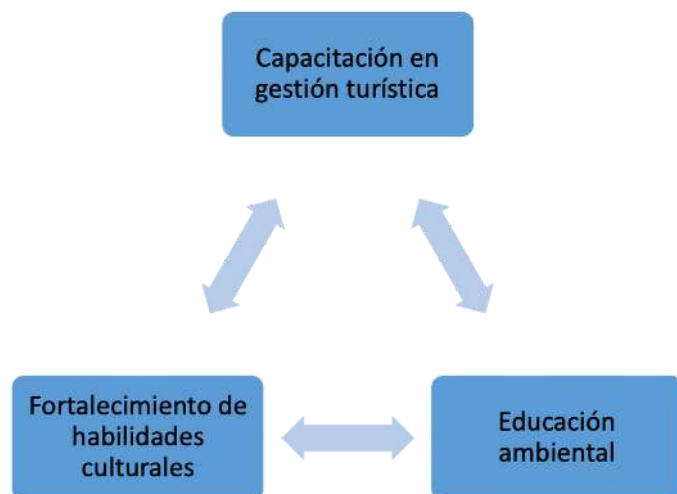 Capacitación en
gestión turística
Fortalecimiento de
habilidades
culturales
Educación
ambiental